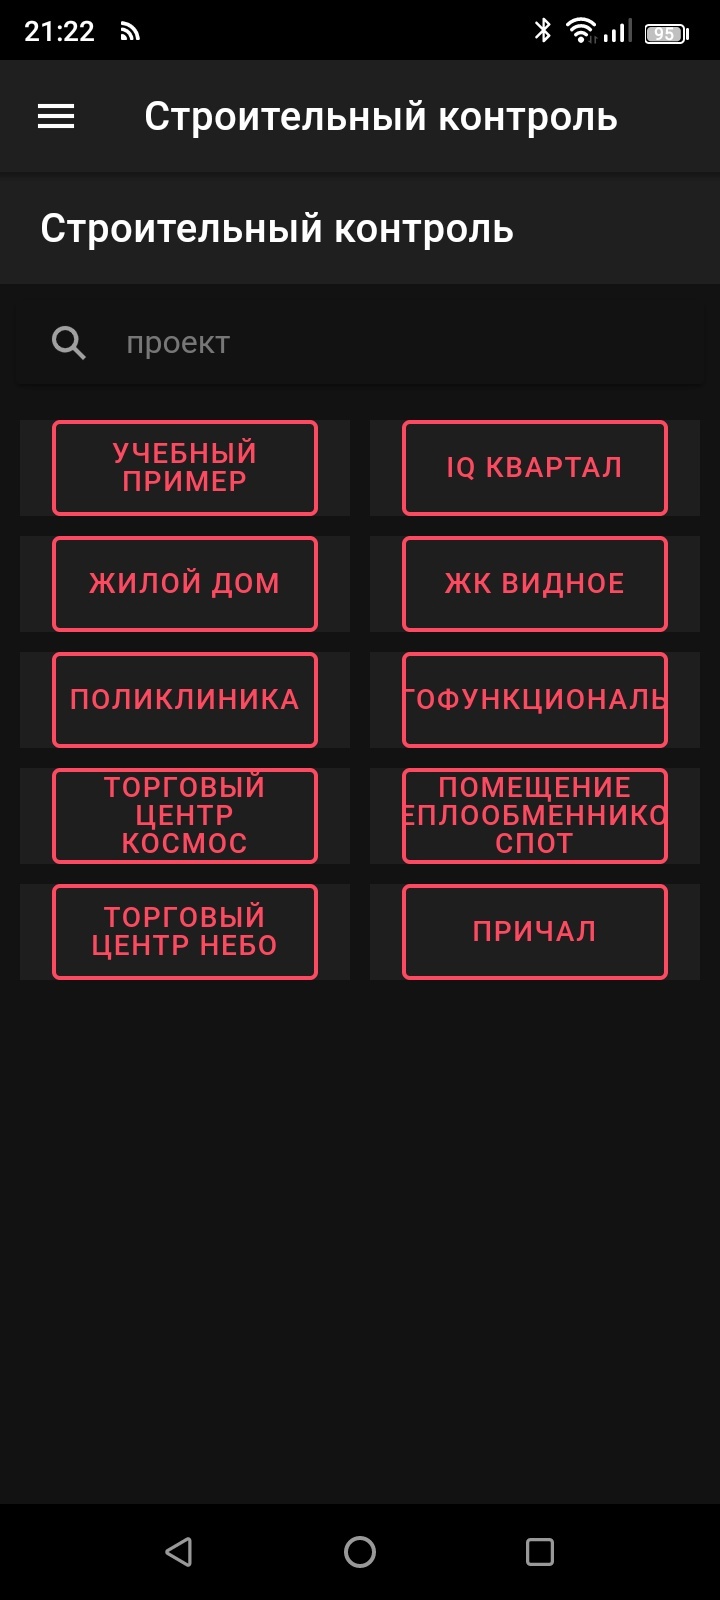 21:22
95
Строительный контроль
Строительный контроль
проект
УЧЕБНЫЙ
ПРИМЕР
IQ КВАРТАЛ
ЖИЛОЙ ДОМ
ЖК ВИДНОЕ
ПОЛИКЛИНИКА
ГОФУНКЦИОНАЛЬ
ТОРГОВЫЙ
ЦЕНТР
КОСМОС
ПОМЕЩЕНИЕ
ЕПЛООБМЕННИКО
СПОТ
ТОРГОВЫЙ
ЦЕНТР НЕБО
ПРИЧАЛ